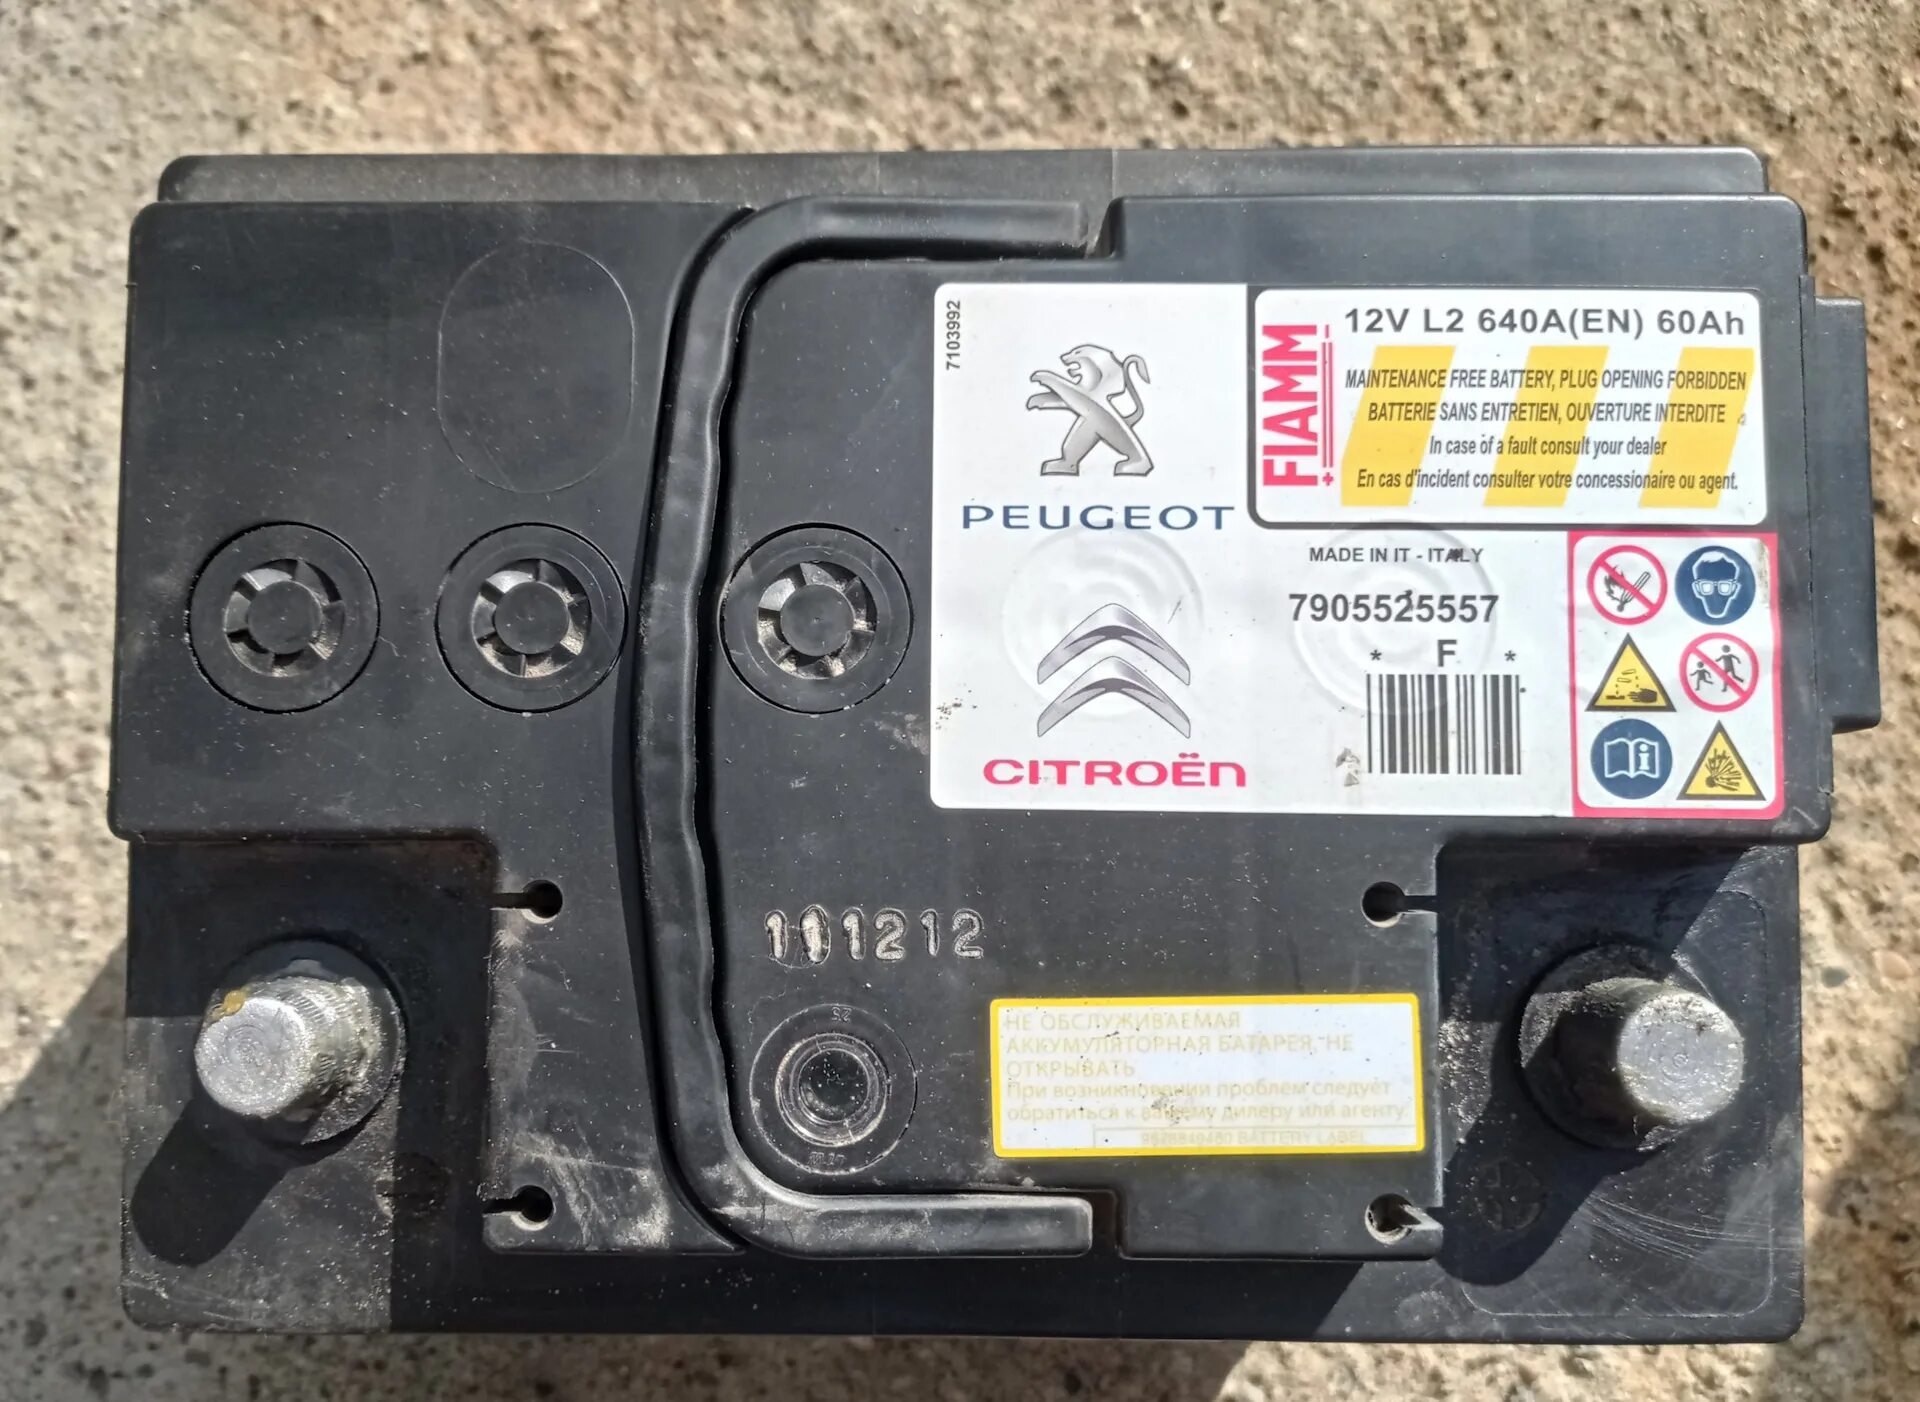 7103992
PEUGEOT
CITROËN
FIAMM
12V L2 640A(EN) 60Ah
MAINTENANCE FREE BATTERY, PLUG OPENING FORBIDDEN
BATTERIE SANS ENTRETIEN, OUVERTURE INTERDITE
In case of a fault consult your dealer
En cas d'incident consulter votre concessionaire ou agent.
MADE IN IT - ITALY
7905525557
* F *
111212
25
НЕ ОБСЛУЖИВАЕМАЯ
АККУМУЛЯТОРНАЯ БАТАРЕЯ, НЕ
ОТКРЫВАТЬ
При возникновении проблем следует
обратиться к вашему дилеру или агенту.
BATTERY LABEL